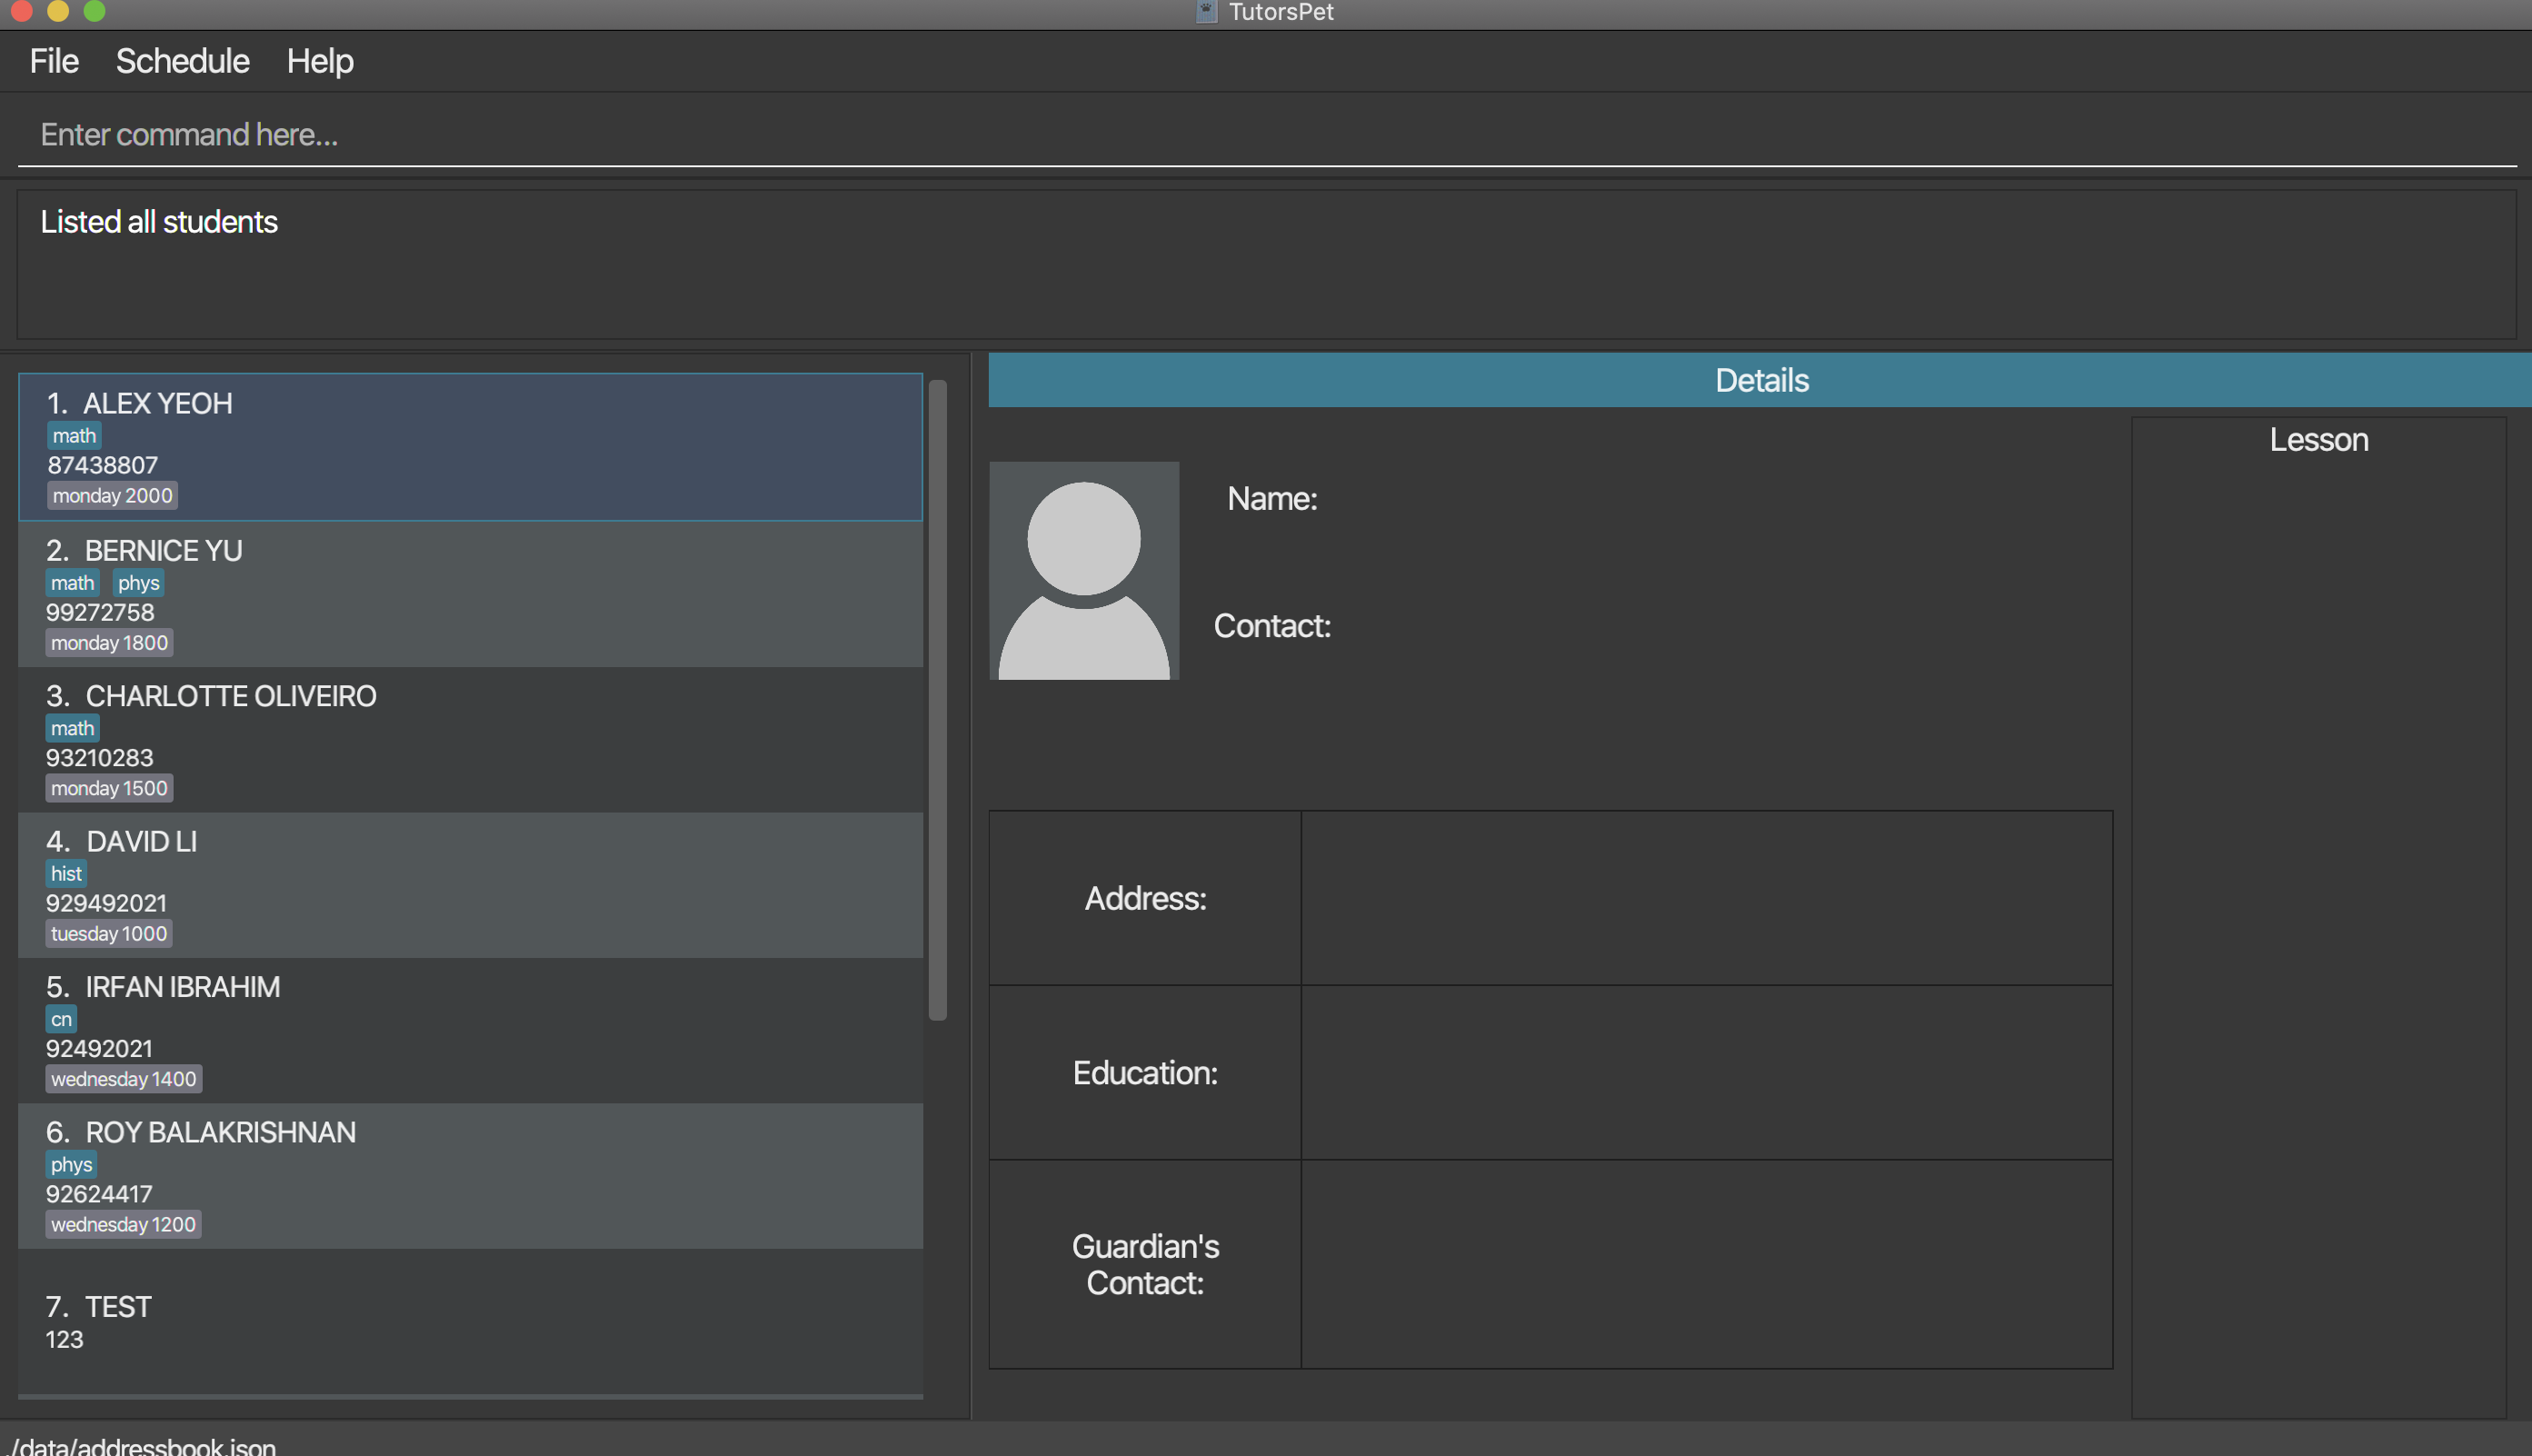 TutorsPet
File Schedule Help
Enter command here...
Listed all students
1. ALEX YEOH
math
87438807
monday 2000
2. BERNICE YU
math phys
99272758
monday 1800
3. CHARLOTTE OLIVEIRO
math
93210283
monday 1500
4. DAVID LI
hist
929492021
tuesday 1000
5. IRFAN IBRAHIM
cn
92492021
wednesday 1400
6. ROY BALAKRISHNAN
phys
92624417
wednesday 1200
7. TEST
123
Details
Name:
Contact:
Address:
Education:
Guardian's
Contact:
Lesson
./data/addressbook.json